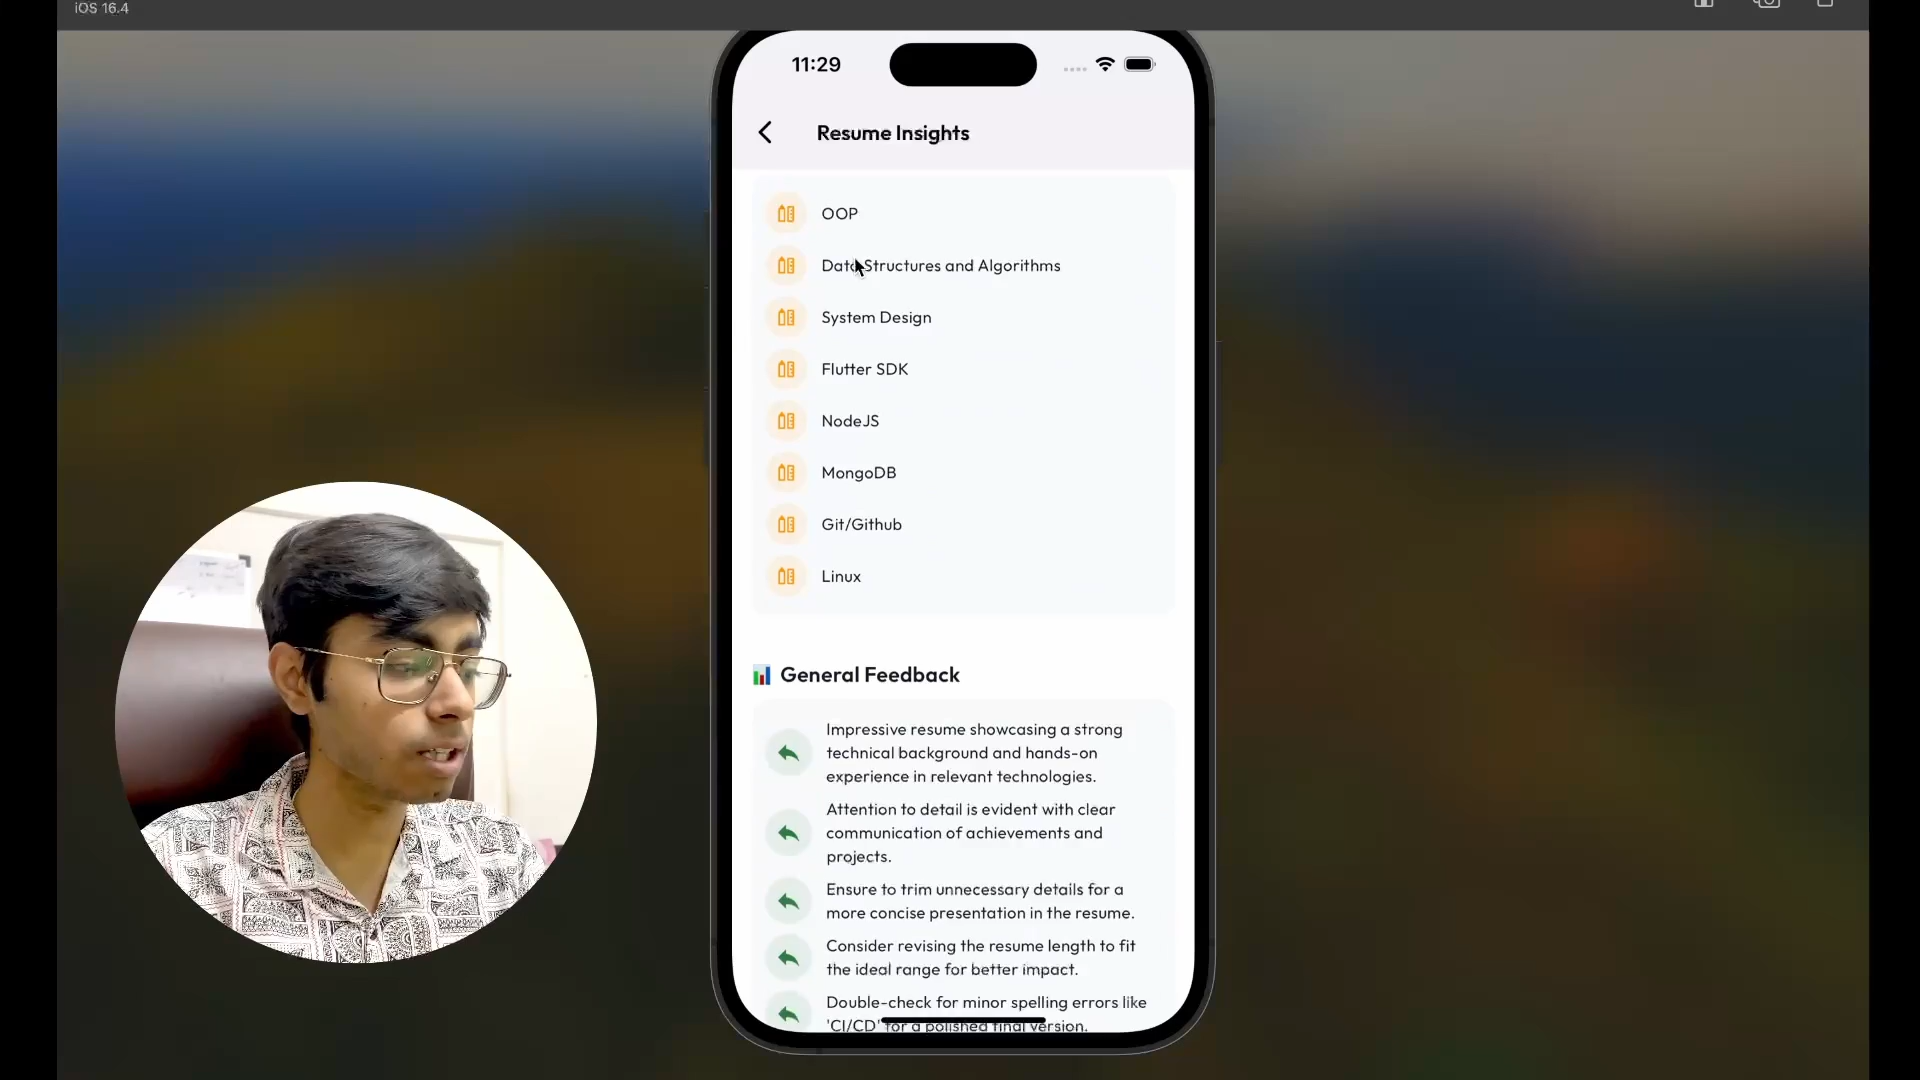 iOS 16.4
11:29
Resume Insights
OOP
Data Structures and Algorithms
System Design
Flutter SDK
NodeJS
MongoDB
Git/Github
Linux
General Feedback
Impressive resume showcasing a strong
technical background and hands-on
experience in relevant technologies.
Attention to detail is evident with clear
communication of achievements and
projects.
Ensure to trim unnecessary details for a
more concise presentation in the resume.
Consider revising the resume length to fit
the ideal range for better impact.
Double-check for minor spelling errors like
'CI/CD' for a polished final version.